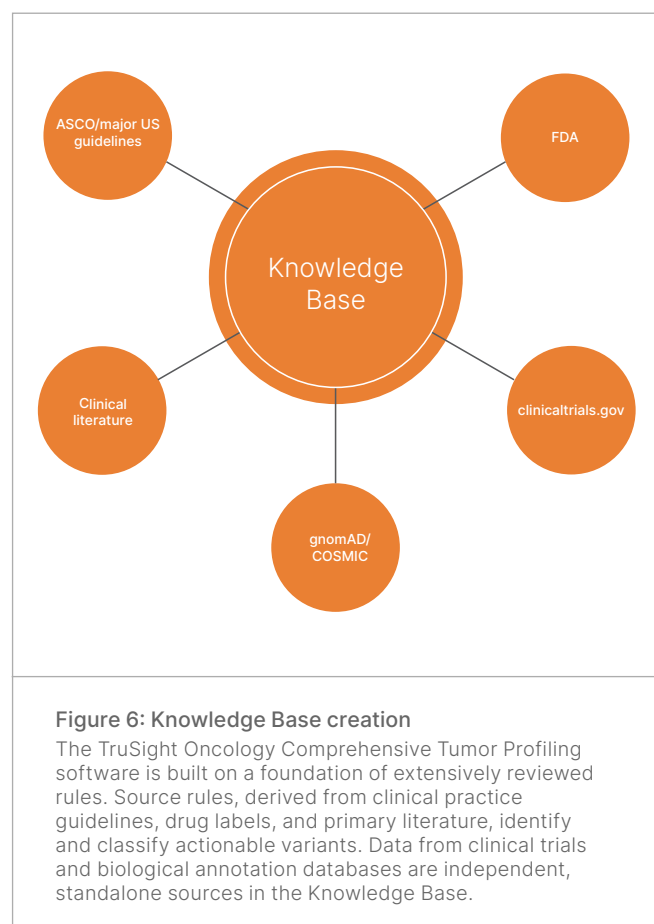 ASCO/major US
guidelines
FDA
Knowledge
Base
Clinical
literature
clinicaltrials.gov
gnomAD/
COSMIC
Figure 6: Knowledge Base creation
The TruSight Oncology Comprehensive Tumor Profiling
software is built on a foundation of extensively reviewed
rules. Source rules, derived from clinical practice
guidelines, drug labels, and primary literature, identify
and classify actionable variants. Data from clinical trials
and biological annotation databases are independent,
standalone sources in the Knowledge Base.